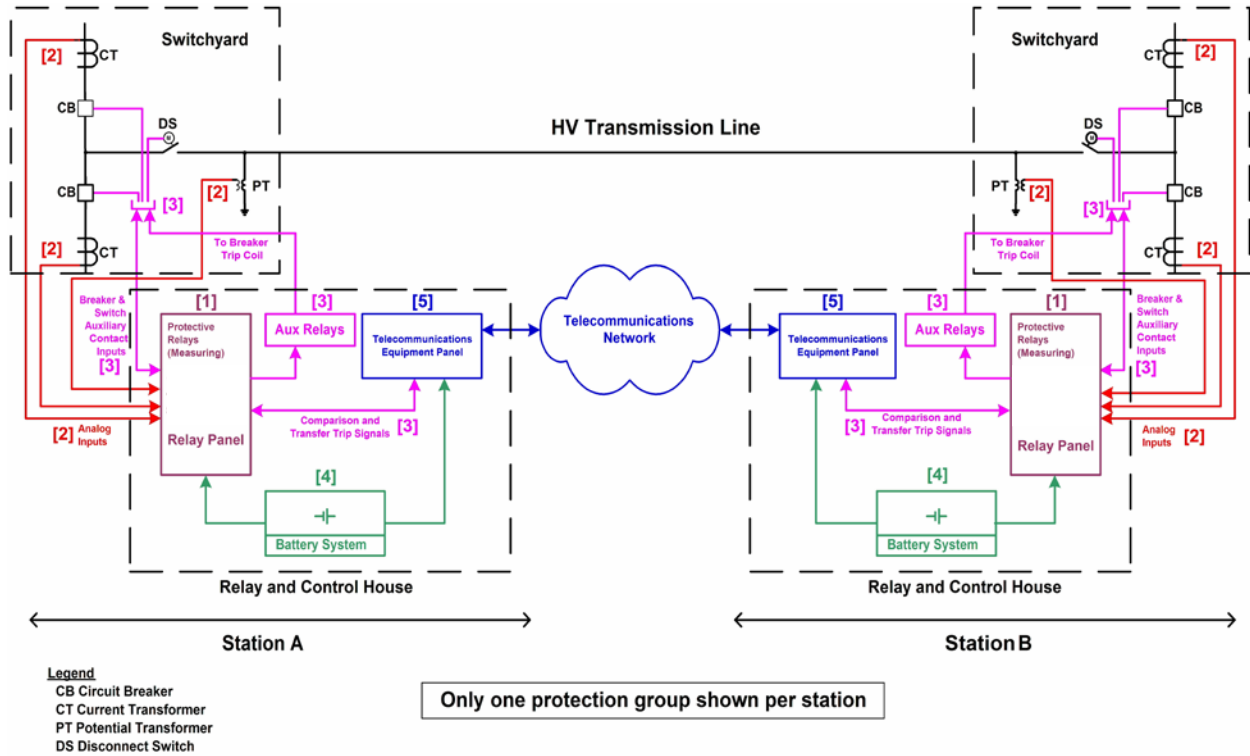 Switchyard
[2]
CT
CB
DS
CB
[2]
PT
[3]
[2]
CT
To Breaker
Trip Coil
HV Transmission Line
Switchyard
[2]
CT
CB
DS
PT
[2]
CB
[3]
CT
[2]
To Breaker
Trip Coil
Breaker &
Switch
Auxiliary
Contact
Inputs
[3]
[1]
Protective
Relays
(Measuring)
Relay Panel
[3]
Aux Relays
[5]
Telecommunications
Equipment Panel
[2] Analog
Inputs
Comparison and
Transfer Trip Signals
[3]
[4]
Battery System
Relay and Control House
Telecommunications
Network
[5]
Telecommunications
Equipment Panel
[3]
Aux Relays
[1]
Protective
Relays
(Measuring)
Relay Panel
Breaker &
Switch
Auxiliary
Contact
Inputs
[3]
Comparison and
[3] Transfer Trip Signals
Analog
Inputs
[2]
[4]
Battery System
Relay and Control House
Station A
Station B
Legend
CB Circuit Breaker
CT Current Transformer
PT Potential Transformer
DS Disconnect Switch
Only one protection group shown per station